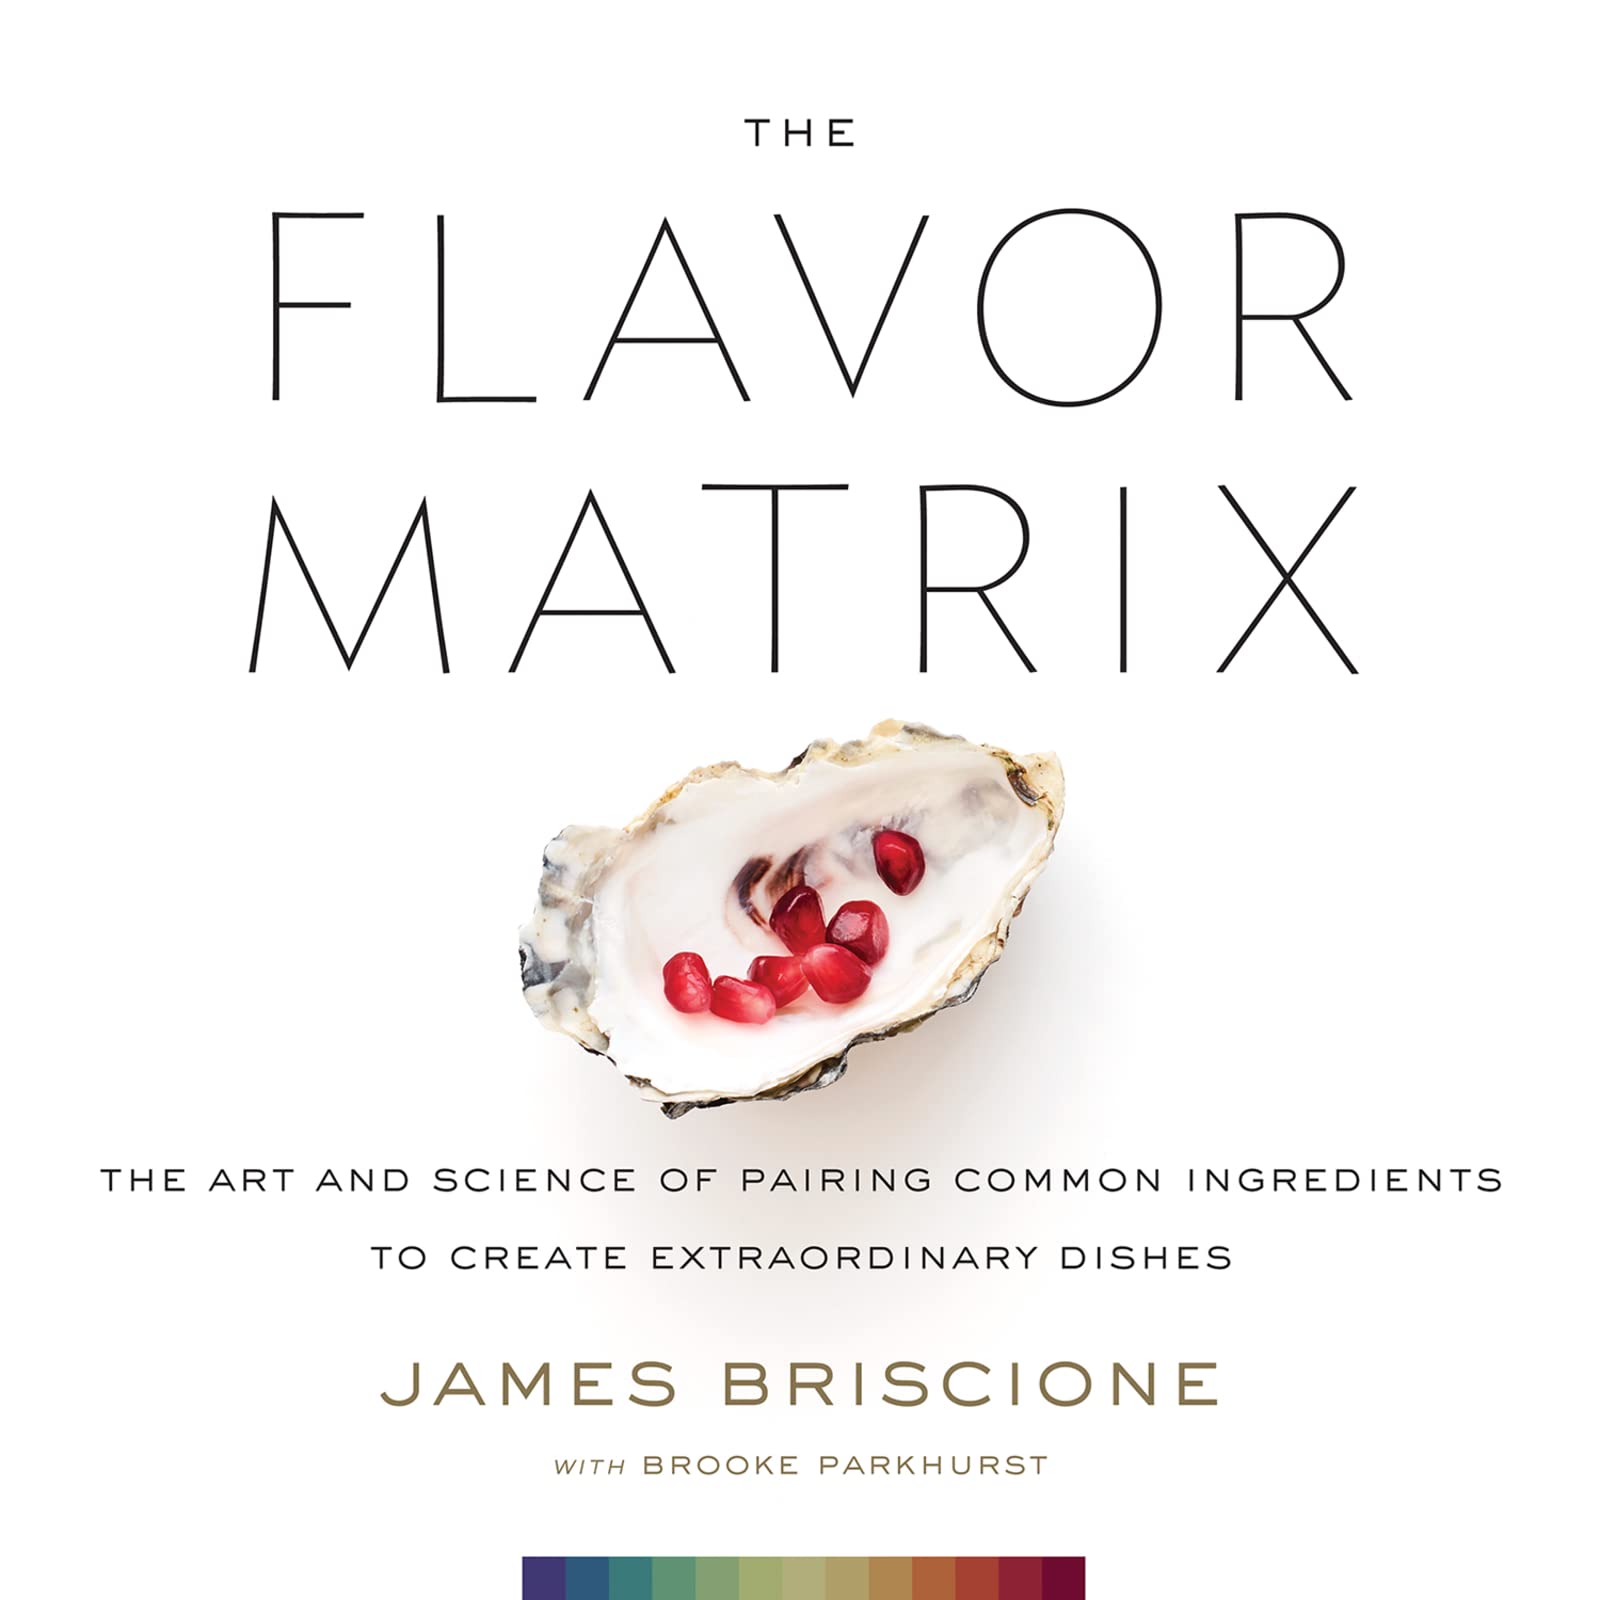 THE
FLAVOR
MATRIX
THE ART AND SCIENCE OF PAIRING COMMON INGREDIENTS
TO CREATE EXTRAORDINARY DISHES
JAMES BRISCIONE
WITH BROOKE PARKHURST